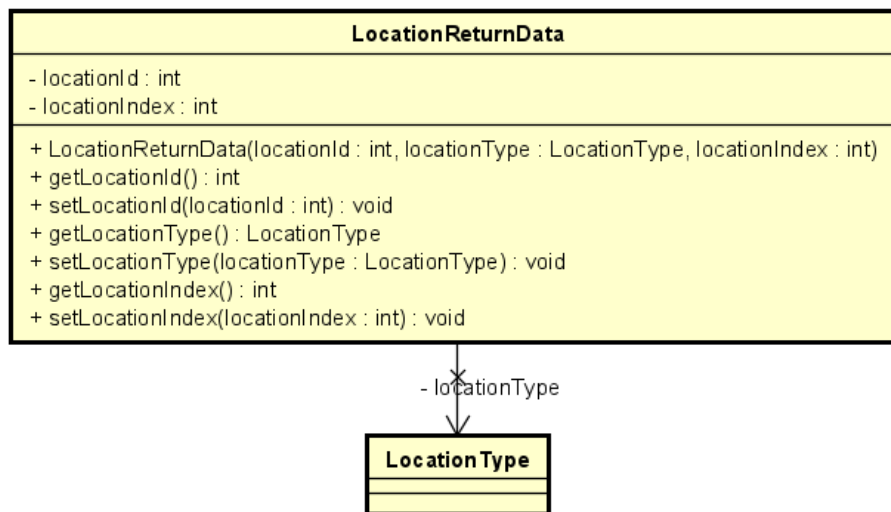 LocationReturnData
- locationId : int
- locationIndex : int
+ LocationReturnData(locationId : int, locationType : LocationType, locationIndex : int)
+ getLocationId() : int
+ setLocationId(locationId : int) : void
+ getLocationType() : LocationType
+ setLocationType(locationType : LocationType) : void
+ getLocationIndex() : int
+ setLocationIndex(locationIndex : int) : void
- locationType
LocationType